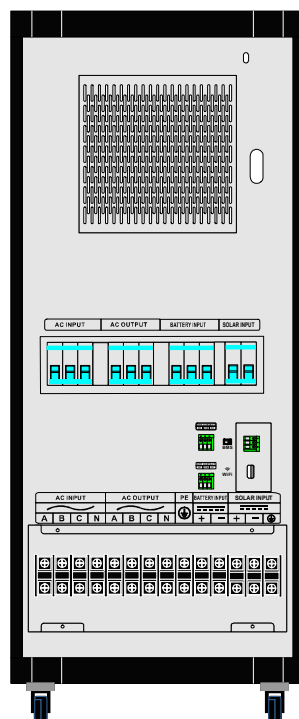 AC INPUT AC OUTPUT BATTERY INPUT SOLAR INPUT
BMS
WiFi
AC INPUT AC OUTPUT PE BATTERY INPUT SOLAR INPUT
A B C N A B C N + − + −